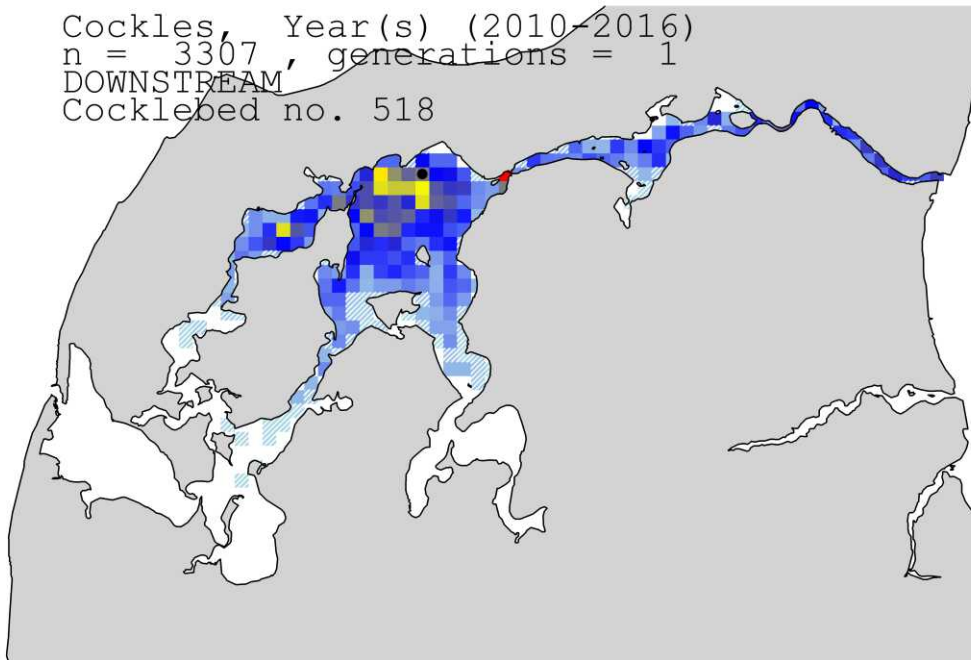 Cockles, Year(s) (2010-2016)
n = 3307 , generations = 1
DOWNSTREAM
Cocklebed no. 518